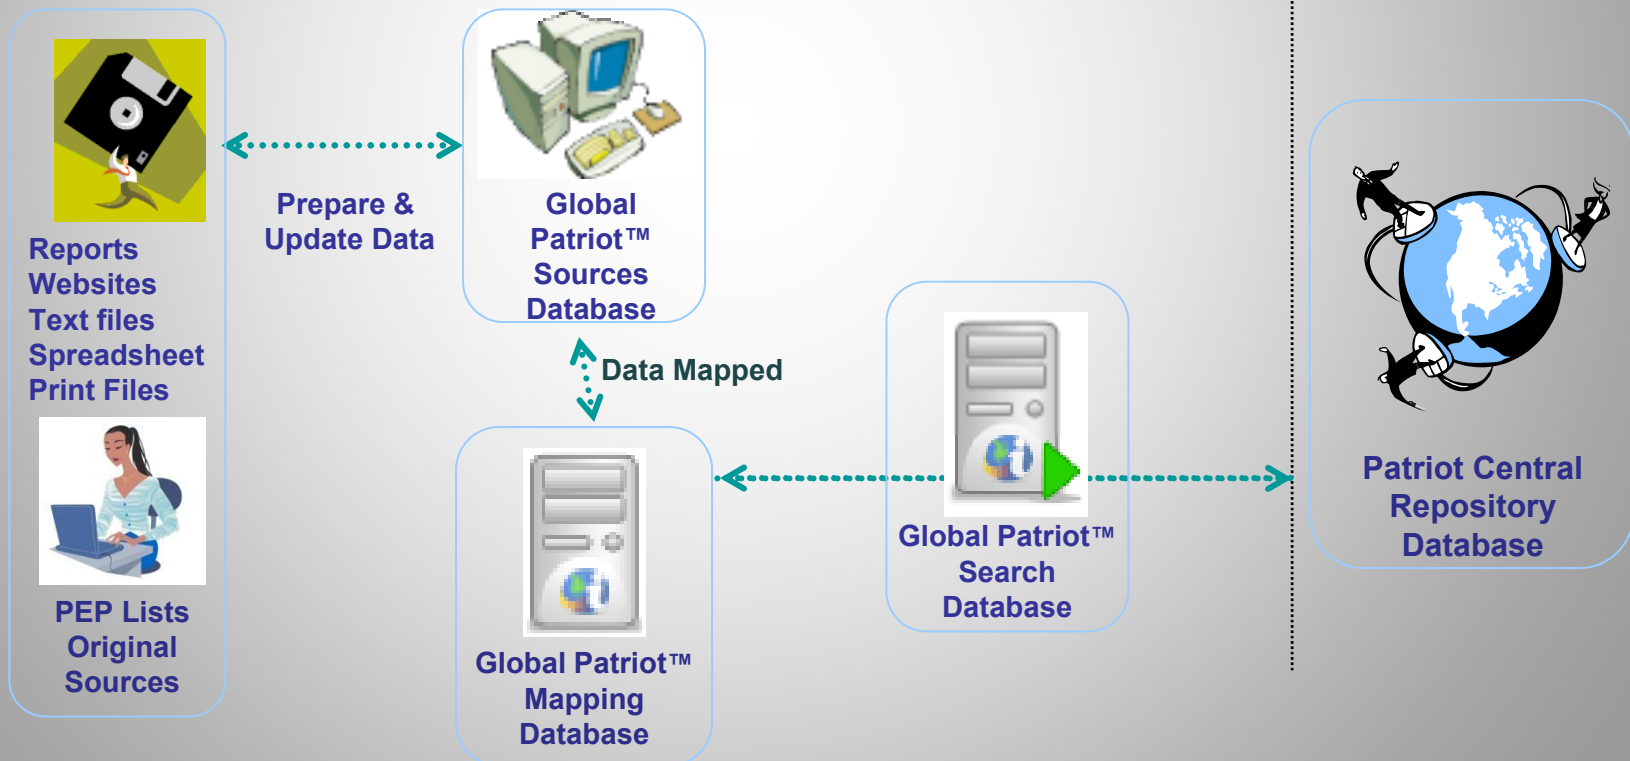 Reports
Websites
Text files
Spreadsheet
Print Files
PEP Lists
Original
Sources
Prepare &
Update Data
Global
Patriot™
Sources
Database
Data Mapped
Global Patriot™
Mapping
Database
Global Patriot™
Search
Database
Patriot Central
Repository
Database